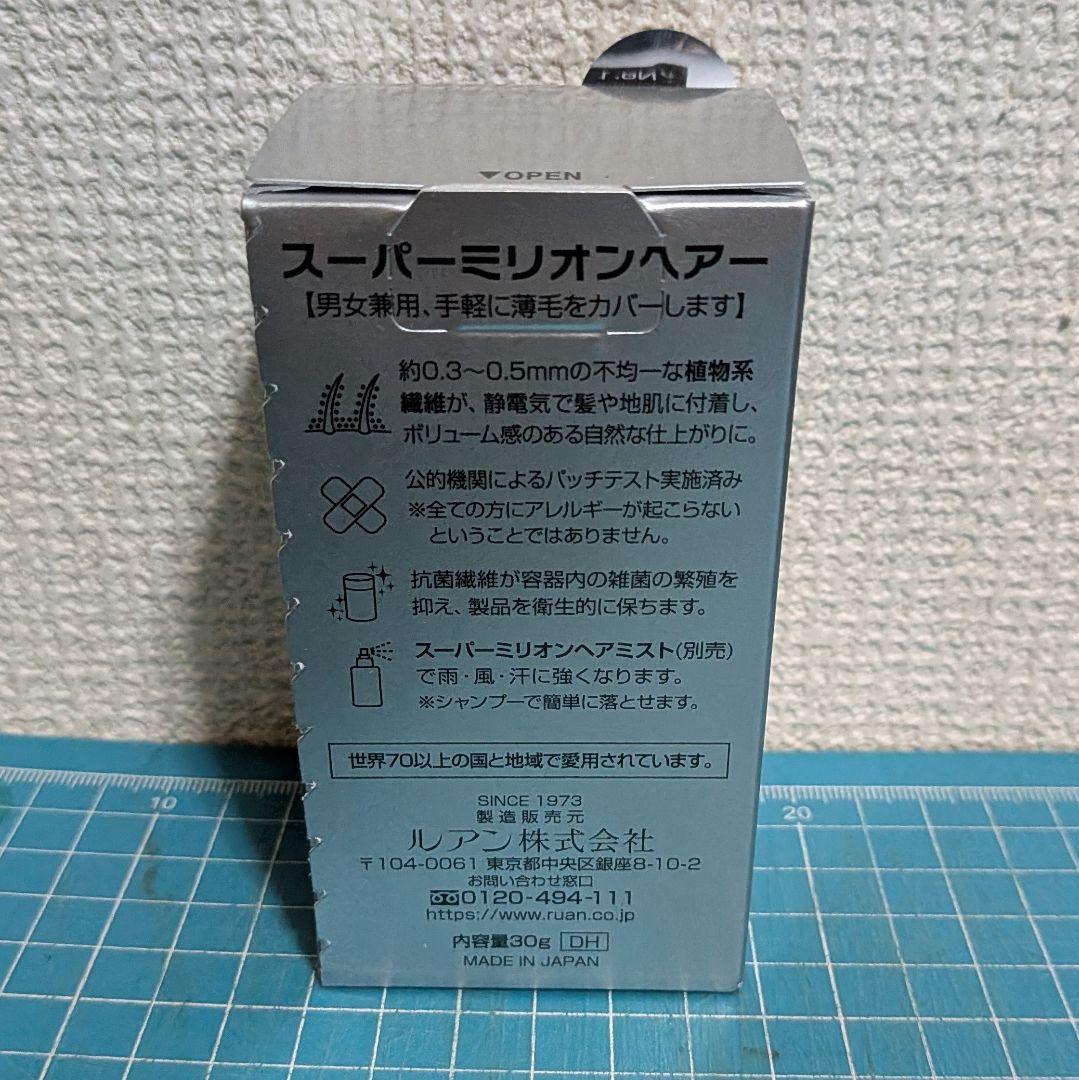 ▼OPEN
スーパーミリオンヘアー
【男女兼用、手軽に薄毛をカバーします】
約0.3〜0.5mmの不均一な植物系
繊維が、静電気で髪や地肌に付着し、
ボリューム感のある自然な仕上がりに。
公的機関によるパッチテスト実施済み
※全ての方にアレルギーが起こらない
ということではありません。
抗菌繊維が容器内の雑菌の繁殖を
抑え、製品を衛生的に保ちます。
スーパーミリオンヘアミスト(別売)
で雨・風・汗に強くなります。
※シャンプーで簡単に落とせます。
世界70以上の国と地域で愛用されています。
SINCE 1973
製造販売元
ルアン株式会社
〒104-0061 東京都中央区銀座8-10-2
お問い合わせ窓口
0120-494-111
https://www.ruan.co.jp
内容量30g DH
MADE IN JAPAN
10
20